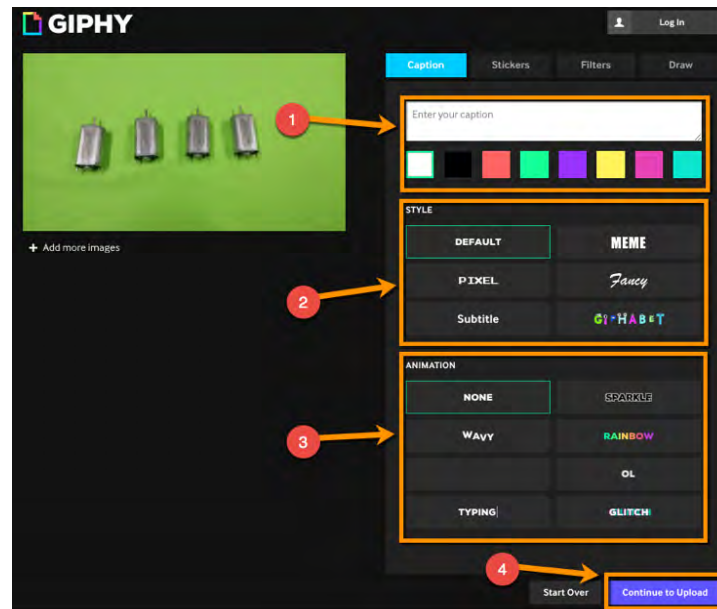 GIPHY
Log In
Caption Stickers Filters Draw
1
Enter your caption
STYLE
DEFAULT MEME
+ Add more images
PIXEL Fancy
2
Subtitle GIPHABET
ANIMATION
NONE SPARKLE
3
WAVY RAINBOW
OL
TYPING GLITCH
4
Start Over Continue to Upload